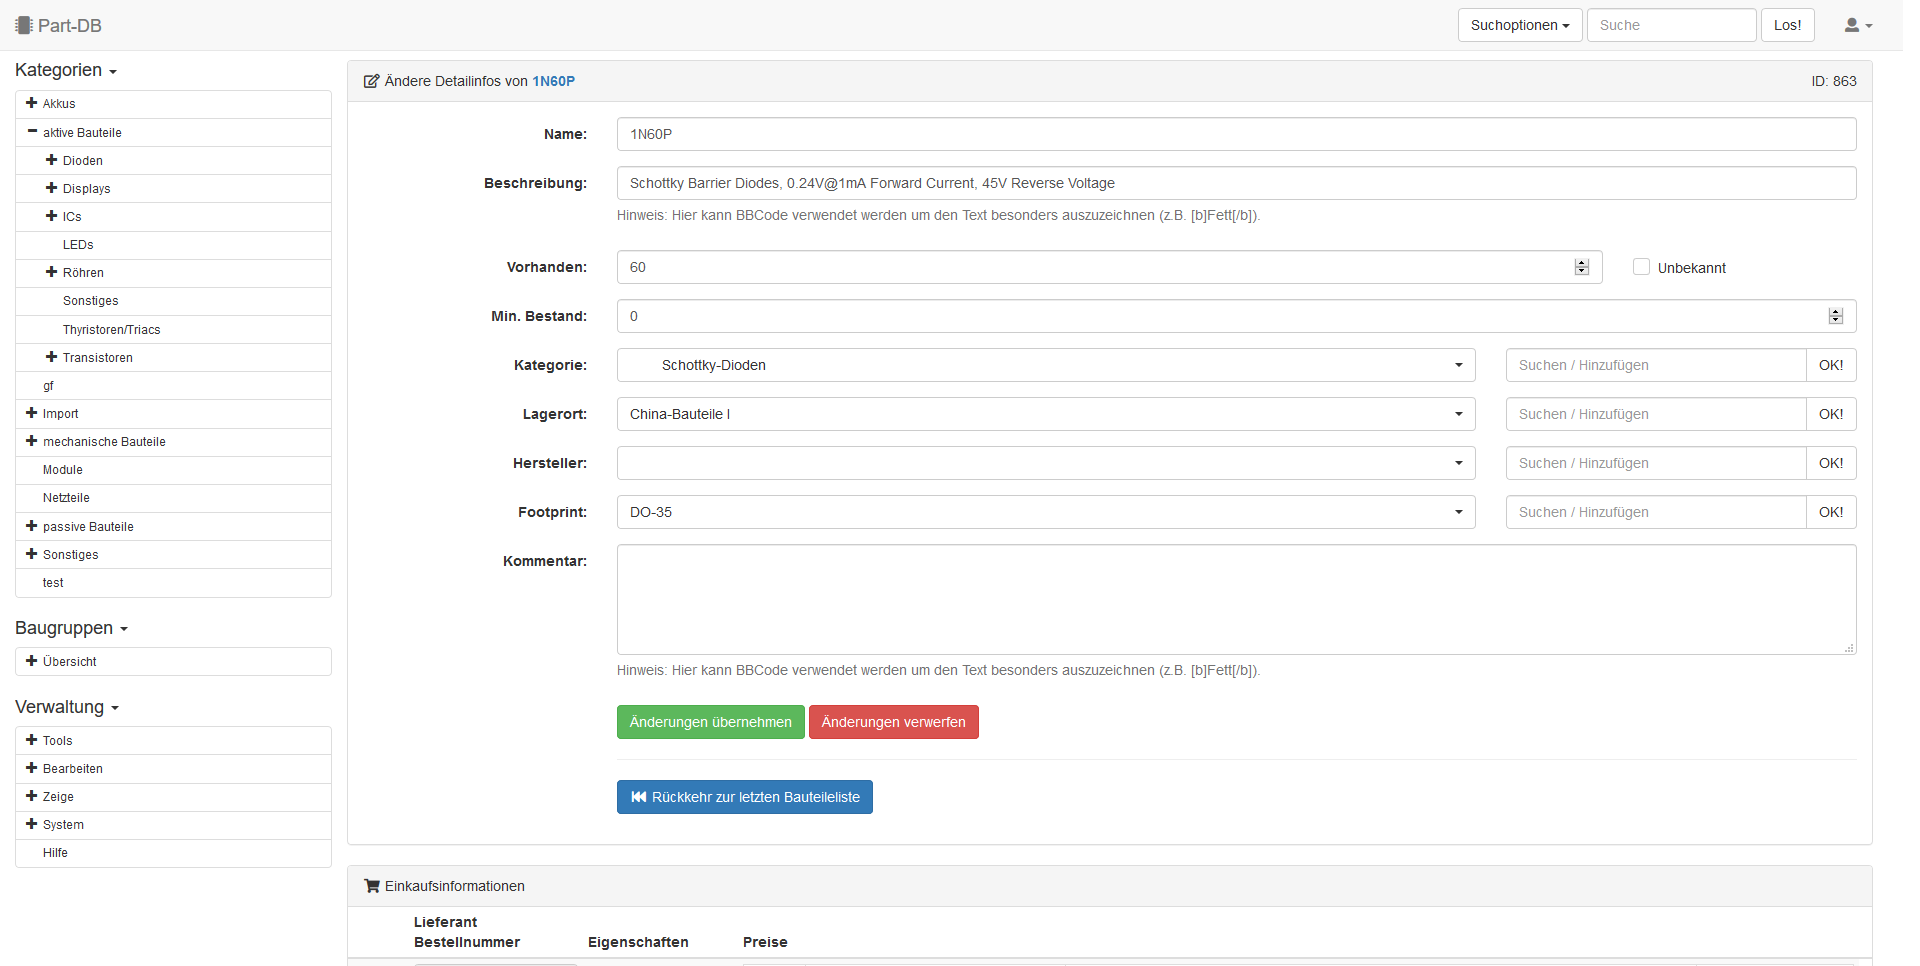 Part-DB
Suchoptionen
Suche
Los!
Kategorien
Akkus
aktive Bauteile
Dioden
Displays
ICs
LEDs
Röhren
Sonstiges
Thyristoren/Triacs
Transistoren
gf
Import
mechanische Bauteile
Module
Netzteile
passive Bauteile
Sonstiges
test
Baugruppen
Übersicht
Verwaltung
Tools
Bearbeiten
Zeige
System
Hilfe
Ändere Detailinfos von 1N60P
ID: 863
Name: 1N60P
Beschreibung: Schottky Barrier Diodes, 0.24V@1mA Forward Current, 45V Reverse Voltage
Hinweis: Hier kann BBCode verwendet werden um den Text besonders auszuzeichnen (z.B. [b]Fett[/b]).
Vorhanden: 60 Unbekannt
Min. Bestand: 0
Kategorie: Schottky-Dioden Suchen / Hinzufügen OK!
Lagerort: China-Bauteile I Suchen / Hinzufügen OK!
Hersteller: Suchen / Hinzufügen OK!
Footprint: DO-35 Suchen / Hinzufügen OK!
Kommentar:
Hinweis: Hier kann BBCode verwendet werden um den Text besonders auszuzeichnen (z.B. [b]Fett[/b]).
Änderungen übernehmen Änderungen verwerfen
Rückkehr zur letzten Bauteileliste
Einkaufsinformationen
Lieferant
Bestellnummer Eigenschaften Preise